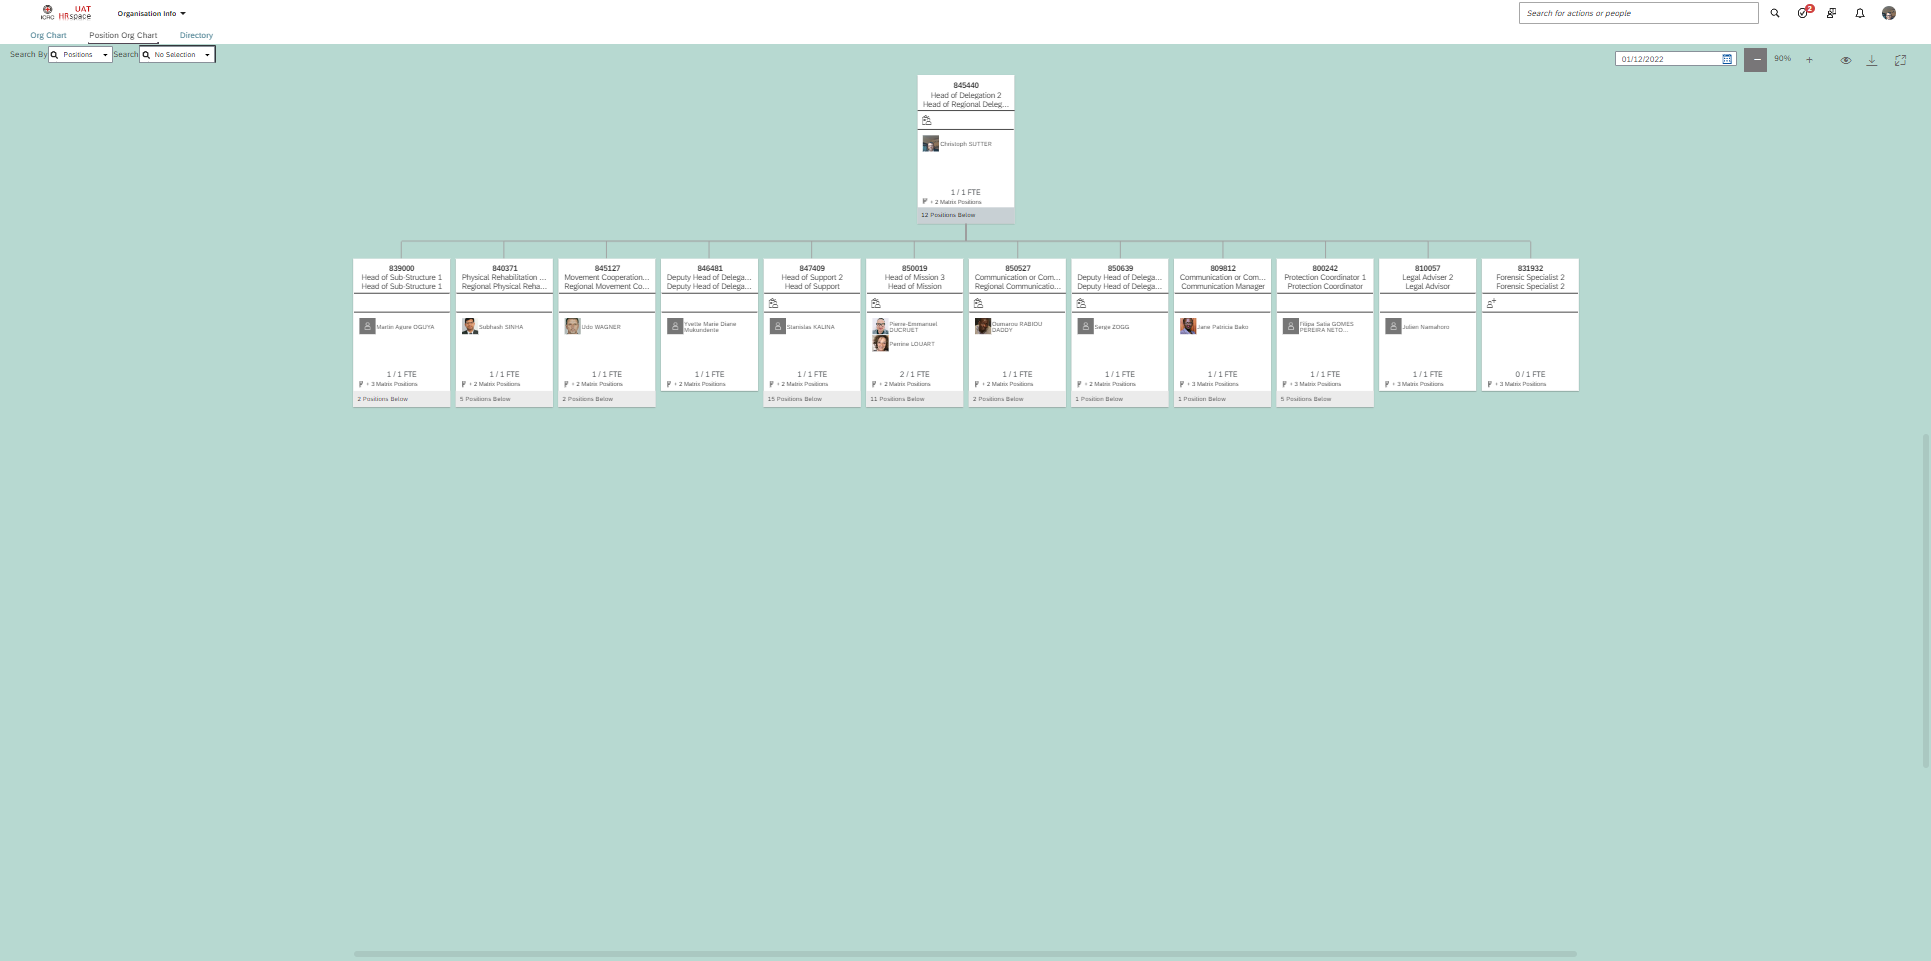 ICRC
UAT
HRspace
Organisation Info
Search for actions or people
2
Org Chart
Position Org Chart
Directory
Search By
Positions
Search
No Selection
01/12/2022
90%
845440
Head of Delegation 2
Head of Regional Deleg...
Christoph SUTTER
1 / 1 FTE
+ 2 Matrix Positions
12 Positions Below
839000
Head of Sub-Structure 1
Head of Sub-Structure 1
Martin Agure OGUYA
1 / 1 FTE
+ 3 Matrix Positions
2 Positions Below
840371
Physical Rehabilitation ...
Regional Physical Reha...
Subhash SINHA
1 / 1 FTE
+ 2 Matrix Positions
5 Positions Below
845127
Movement Cooperation...
Regional Movement Co...
Udo WAGNER
1 / 1 FTE
+ 2 Matrix Positions
2 Positions Below
846481
Deputy Head of Delega...
Deputy Head of Delega...
Yvette Marie Diane
Mukundente
1 / 1 FTE
+ 2 Matrix Positions
847409
Head of Support 2
Head of Support
Stanislas KALINA
1 / 1 FTE
+ 2 Matrix Positions
15 Positions Below
850019
Head of Mission 3
Head of Mission
Pierre-Emmanuel
DUCRUET
Perrine LOUART
2 / 1 FTE
+ 2 Matrix Positions
11 Positions Below
850527
Communication or Com...
Regional Communicatio...
Oumarou RABIOU
DADDY
1 / 1 FTE
+ 2 Matrix Positions
2 Positions Below
850639
Deputy Head of Delega...
Deputy Head of Delega...
Serge ZOGG
1 / 1 FTE
+ 2 Matrix Positions
1 Position Below
809812
Communication or Com...
Communication Manager
Jane Patricia Bako
1 / 1 FTE
+ 3 Matrix Positions
1 Position Below
800242
Protection Coordinator 1
Protection Coordinator
Filipa Salia GOMES
PEREIRA NETO...
1 / 1 FTE
+ 3 Matrix Positions
5 Positions Below
810057
Legal Adviser 2
Legal Advisor
Julien Namahoro
1 / 1 FTE
+ 3 Matrix Positions
831932
Forensic Specialist 2
Forensic Specialist 2
0 / 1 FTE
+ 3 Matrix Positions